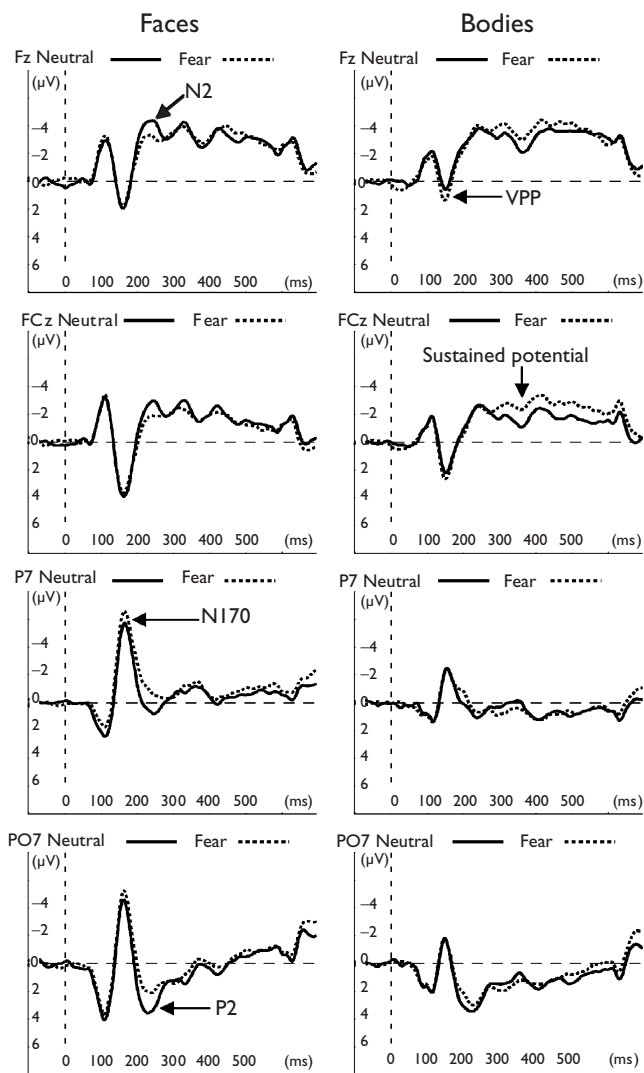 Faces Bodies
Fz Neutral Fear Fz Neutral Fear
(µV) (µV)
N2
–4 –4
–2 –2
0 0
VPP
2 2
4 4
6 6
0 100 200 300 400 500 (ms) 0 100 200 300 400 500 (ms)
FCz Neutral Fear FCz Neutral Fear
(µV) (µV)
Sustained potential
–4 –4
–2 –2
0 0
2 2
4 4
6 6
0 100 200 300 400 500 (ms) 0 100 200 300 400 500 (ms)
P7 Neutral Fear P7 Neutral Fear
(µV) (µV)
N170
–4 –4
–2 –2
0 0
2 2
4 4
6 6
0 100 200 300 400 500 (ms) 0 100 200 300 400 500 (ms)
PO7 Neutral Fear PO7 Neutral Fear
(µV) (µV)
–4 –4
–2 –2
0 0
2 2
P2
4 4
6 6
0 100 200 300 400 500 (ms) 0 100 200 300 400 500 (ms)